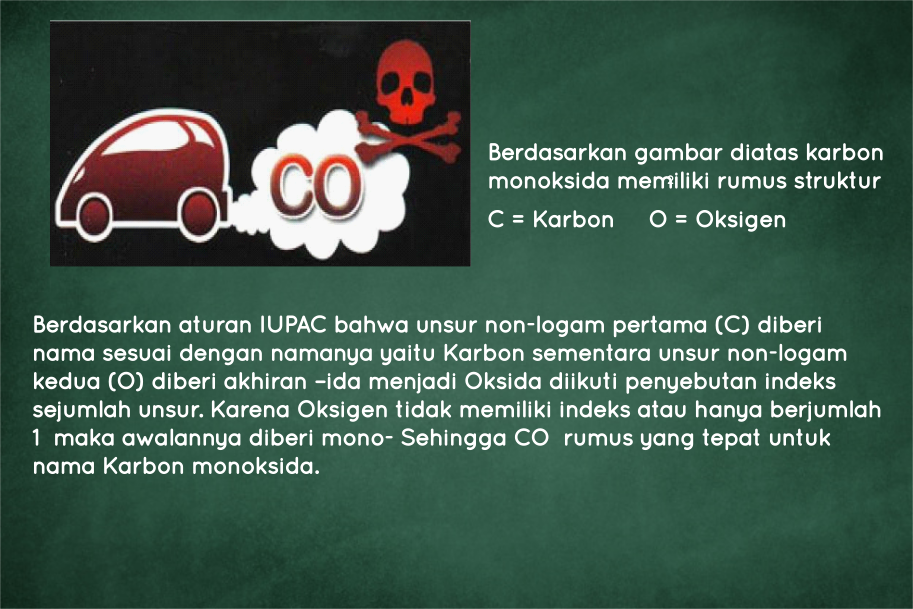 CO
Berdasarkan gambar diatas karbon
monoksida memiliki rumus struktur
C = Karbon O = Oksigen
Berdasarkan aturan IUPAC bahwa unsur non-logam pertama (C) diberi
nama sesuai dengan namanya yaitu Karbon sementara unsur non-logam
kedua (O) diberi akhiran –ida menjadi Oksida diikuti penyebutan indeks
sejumlah unsur. Karena Oksigen tidak memiliki indeks atau hanya berjumlah
1 maka awalannya diberi mono- Sehingga CO rumus yang tepat untuk
nama Karbon monoksida.